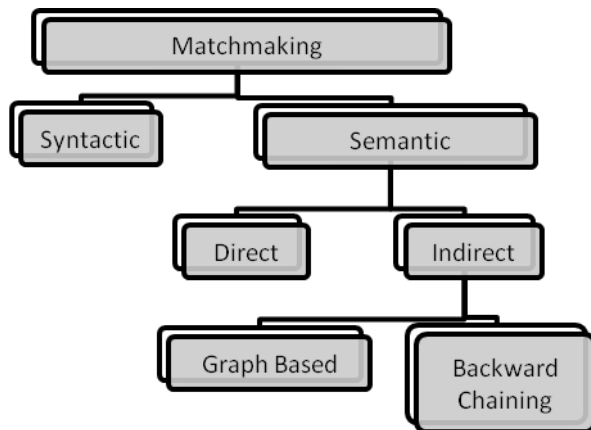 Matchmaking
Syntactic
Semantic
Direct
Indirect
Graph Based
Backward
Chaining